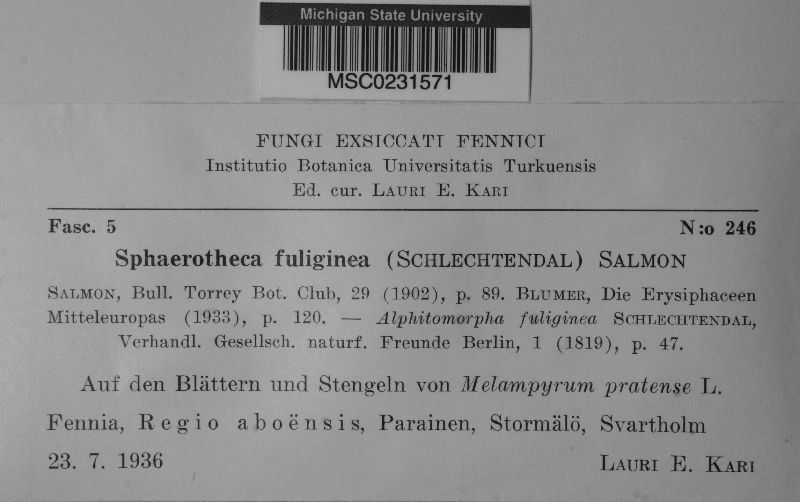 Michigan State University
MSC0231571
FUNGI EXSICCATI FENNICI
Institutio Botanica Universitatis Turkuensis
Ed. cur. LAURI E. KARI
Fasc. 5 N:o 246
Sphaerotheca fuliginea (SCHLECHTENDAL) SALMON
SALMON, Bull. Torrey Bot. Club, 29 (1902), p. 89. BLUMER, Die Erysiphaceen
Mitteleuropas (1933), p. 120. — Alphitomorpha fuliginea SCHLECHTENDAL,
Verhandl. Gesellsch. naturf. Freunde Berlin, 1 (1819), p. 47.
Auf den Blättern und Stengeln von Melampyrum pratense L.
Fennia, Regio aboënsis, Parainen, Stormälö, Svartholm
23. 7. 1936 LAURI E. KARI